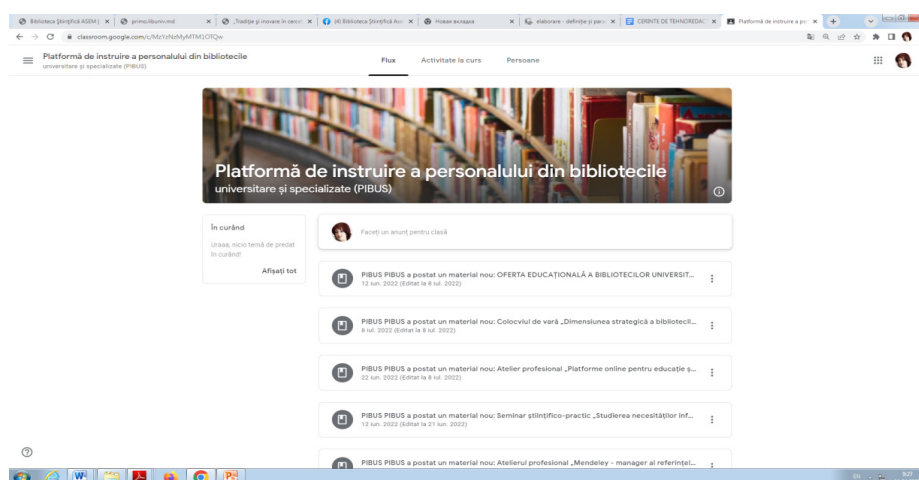 Biblioteca Științifică ASEM |
primo.libuniv.md
„Tradiție și inovare în cercet
(4) Biblioteca Științifică Ase
Новая вкладка
elaborare - definiție și par
CERINȚE DE TEHNOREDAC
Platformă de instruire a per
classroom.google.com/c/
Platformă de instruire a personalului din bibliotecile
universitare și specializate (PIBUS)
Flux
Activitate la curs
Persoane
Platformă de instruire a personalului din bibliotecile
universitare și specializate (PIBUS)
În curând
Uraaa, nicio temă de predat
în curând!
Afișați tot
Faceți un anunț pentru clasă
PIBUS PIBUS a postat un material nou: OFERTA EDUCAȚIONALĂ A BIBLIOTECILOR UNIVERSIT...
12 iun. 2022 (Editat la 8 iul. 2022)
PIBUS PIBUS a postat un material nou: Colocviul de vară „Dimensiunea strategică a bibliotecii...
8 iul. 2022 (Editat la 8 iul. 2022)
PIBUS PIBUS a postat un material nou: Atelier profesional „Platforme online pentru educație ș...
22 iun. 2022 (Editat la 8 iul. 2022)
PIBUS PIBUS a postat un material nou: Seminar științifico-practic „Studierea necesităților inf...
12 iun. 2022 (Editat la 21 iun. 2022)
PIBUS PIBUS a postat un material nou: Atelierul profesional „Mendeley - manager al referințel...
EN
9:27